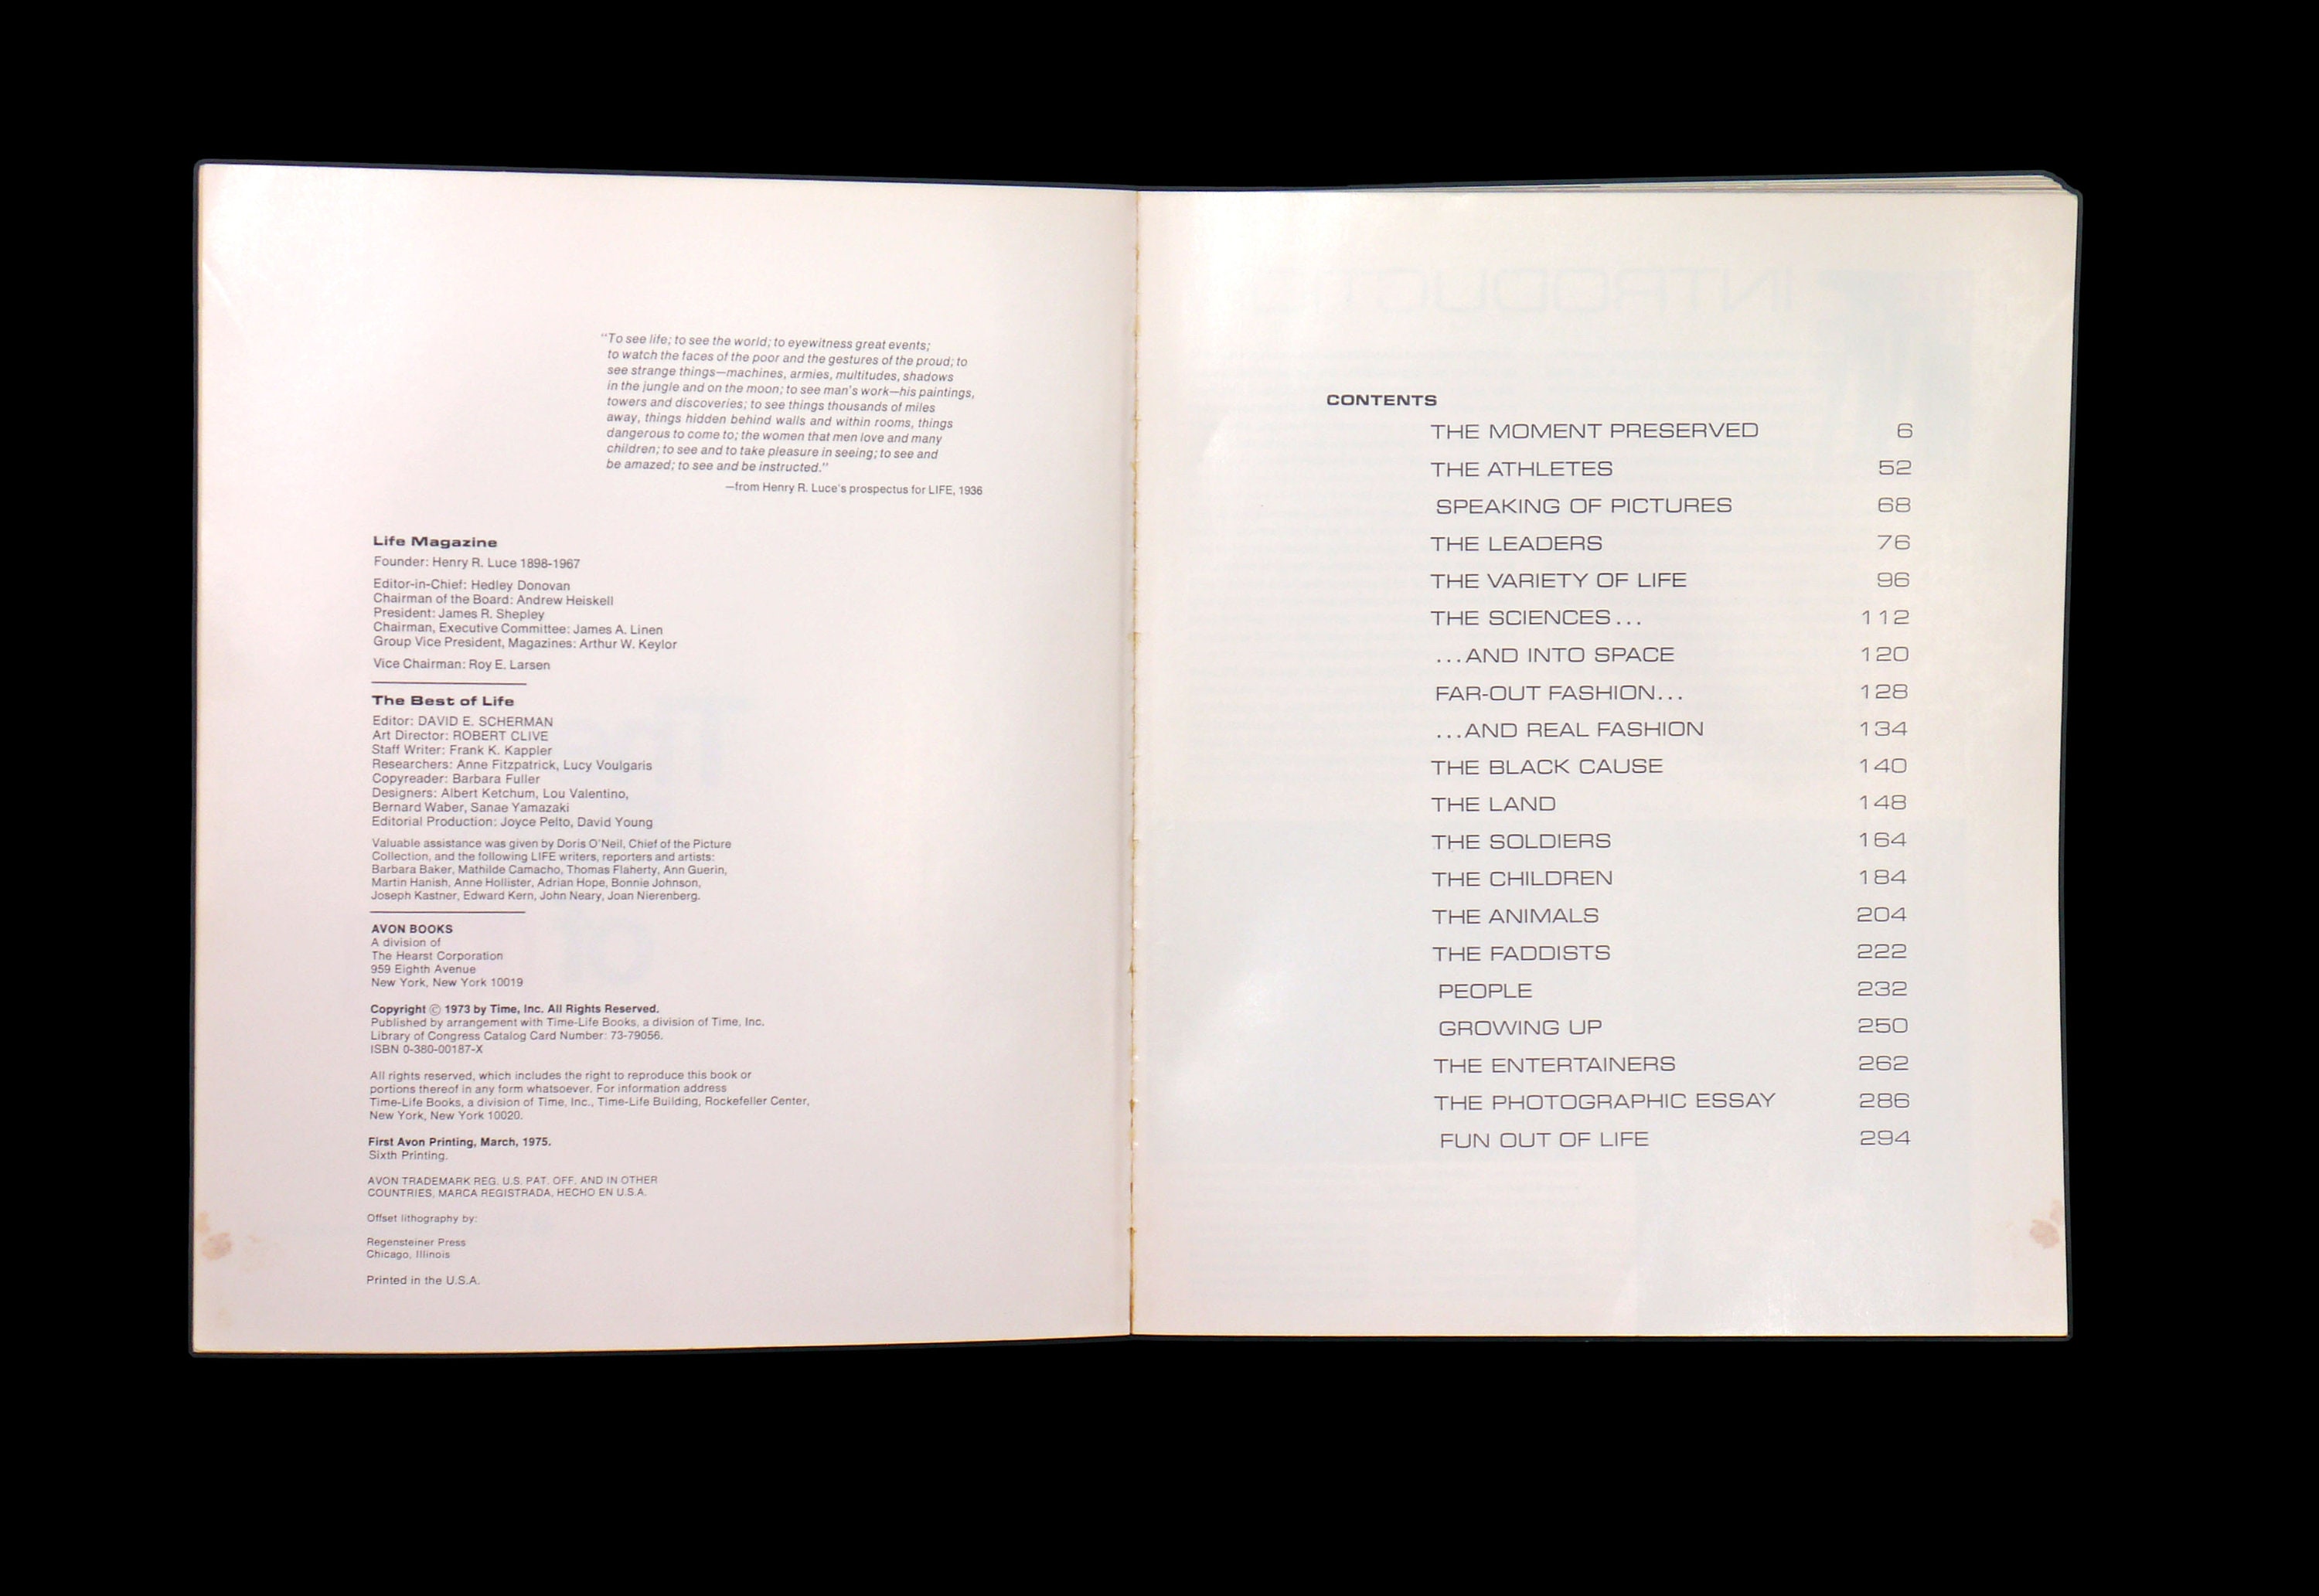 "To see life; to see the world; to eyewitness great events;
to watch the faces of the poor and the gestures of the proud; to
see strange things—machines, armies, multitudes, shadows
in the jungle and on the moon; to see man's work—his paintings,
towers and discoveries; to see things thousands of miles
away, things hidden behind walls and within rooms, things
dangerous to come to; the women that men love and many
children; to see and to take pleasure in seeing; to see and
be amazed; to see and be instructed."
—from Henry R. Luce's prospectus for LIFE, 1936
Life Magazine
Founder: Henry R. Luce 1898-1967
Editor-in-Chief: Hedley Donovan
Chairman of the Board: Andrew Heiskell
President: James R. Shepley
Chairman, Executive Committee: James A. Linen
Group Vice President, Magazines: Arthur W. Keylor
Vice Chairman: Roy E. Larsen
The Best of Life
Editor: DAVID E. SCHERMAN
Art Director: ROBERT CLIVE
Staff Writer: Frank K. Kappler
Researchers: Anne Fitzpatrick, Lucy Voulgaris
Copyreader: Barbara Fuller
Designers: Albert Ketchum, Lou Valentino,
Bernard Waber, Sanae Yamazaki
Editorial Production: Joyce Pelto, David Young
Valuable assistance was given by Doris O'Neil, Chief of the Picture
Collection, and the following LIFE writers, reporters and artists:
Barbara Baker, Mathilde Camacho, Thomas Flaherty, Ann Guerin,
Martin Hanish, Anne Hollister, Adrian Hope, Bonnie Johnson,
Joseph Kastner, Edward Kern, John Neary, Joan Nierenberg.
AVON BOOKS
A division of
The Hearst Corporation
959 Eighth Avenue
New York, New York 10019
Copyright © 1973 by Time, Inc. All Rights Reserved.
Published by arrangement with Time-Life Books, a division of Time, Inc.
Library of Congress Catalog Card Number: 73-79056.
ISBN 0-380-00187-X
All rights reserved, which includes the right to reproduce this book or
portions thereof in any form whatsoever. For information address
Time-Life Books, a division of Time, Inc., Time-Life Building, Rockefeller Center,
New York, New York 10020.
First Avon Printing, March, 1975.
Sixth Printing.
AVON TRADEMARK REG. U.S. PAT. OFF. AND IN OTHER
COUNTRIES, MARCA REGISTRADA, HECHO EN U.S.A.
Offset lithography by:
Regensteiner Press
Chicago, Illinois
Printed in the U.S.A.
CONTENTS
THE MOMENT PRESERVED 6
THE ATHLETES 52
SPEAKING OF PICTURES 68
THE LEADERS 76
THE VARIETY OF LIFE 96
THE SCIENCES... 112
...AND INTO SPACE 120
FAR-OUT FASHION... 128
...AND REAL FASHION 134
THE BLACK CAUSE 140
THE LAND 148
THE SOLDIERS 164
THE CHILDREN 184
THE ANIMALS 204
THE FADDISTS 222
PEOPLE 232
GROWING UP 250
THE ENTERTAINERS 262
THE PHOTOGRAPHIC ESSAY 286
FUN OUT OF LIFE 294